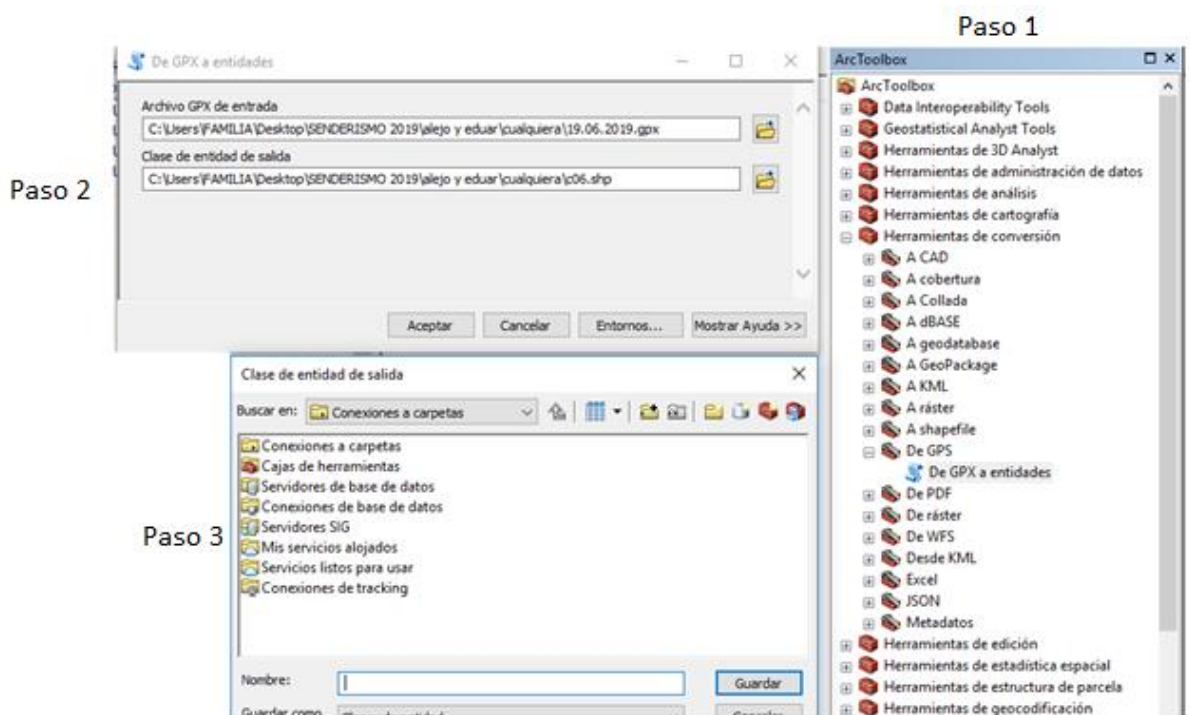 Paso 1
De GPX a entidades
Archivo GPX de entrada
C:\Users\FAMILIA\Desktop\SENDERISMO 2019\alejo y eduar\cualquiera\19.06.2019.gpx
Clase de entidad de salida
C:\Users\FAMILIA\Desktop\SENDERISMO 2019\alejo y eduar\cualquiera\c06.shp
Paso 2
Aceptar
Cancelar
Entornos...
Mostrar Ayuda >>
Clase de entidad de salida
Buscar en:
Conexiones a carpetas
Conexiones a carpetas
Cajas de herramientas
Servidores de base de datos
Conexiones de base de datos
Servidores SIG
Mis servicios alojados
Servicios listos para usar
Conexiones de tracking
Paso 3
Nombre:
Guardar
Guardar como
Cancelar
ArcToolbox
ArcToolbox
Data Interoperability Tools
Geostatistical Analyst Tools
Herramientas de 3D Analyst
Herramientas de administración de datos
Herramientas de análisis
Herramientas de cartografía
Herramientas de conversión
A CAD
A cobertura
A Collada
A dBASE
A geodatabase
A GeoPackage
A KML
A ráster
A shapefile
De GPS
De GPX a entidades
De PDF
De ráster
De WFS
Desde KML
Excel
JSON
Metadatos
Herramientas de edición
Herramientas de estadística espacial
Herramientas de estructura de parcela
Herramientas de geocodificación